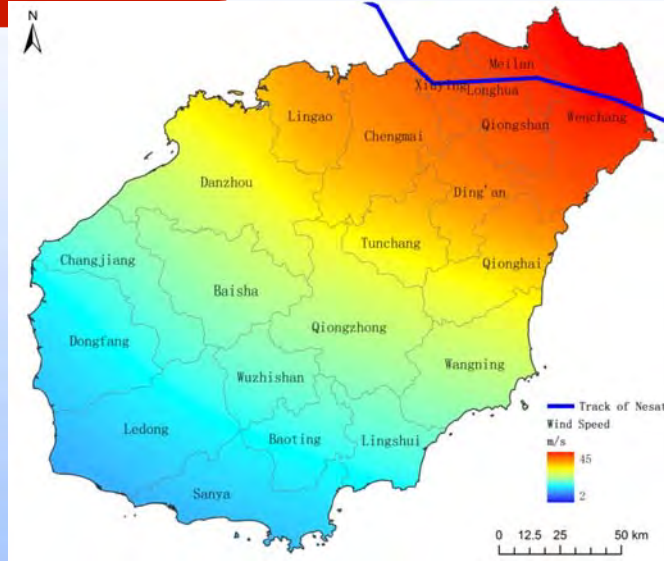 N
Meilan
Xiuying
Longhua
Lingao
Chengmai
Qiongshan
Wenchang
Danzhou
Ding'an
Tunchang
Changjiang
Qionghai
Baisha
Qiongzhong
Dongfang
Wangning
Wuzhishan
Track of Nesat
Ledong
Wind Speed
Baoting
Lingshui
m/s
45
Sanya
2
0 12.5 25 50 km